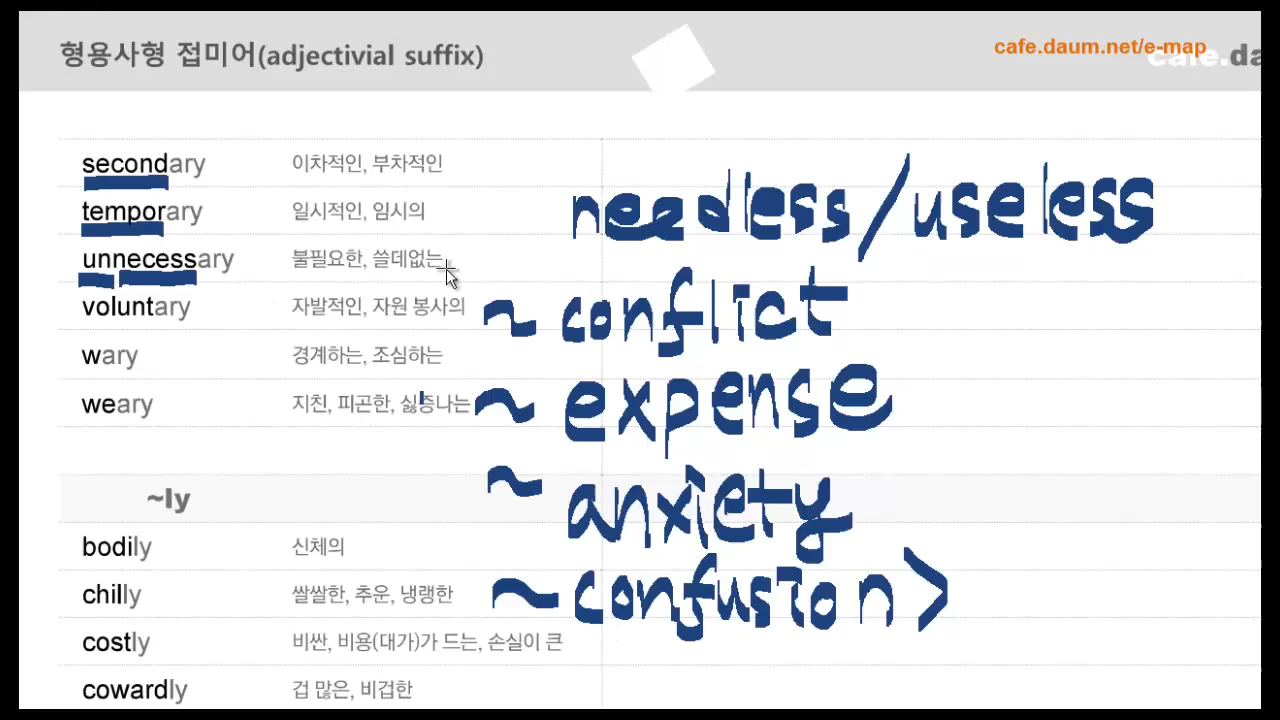 형용사형 접미어(adjectivial suffix)
cafe.daum.net/e-map
cafe.da
secondary 이차적인, 부차적인
temporary 일시적인, 임시의
needless/useless
unnecessary 불필요한, 쓸데없는
voluntary 자발적인, 자원 봉사의
~ conflict
wary 경계하는, 조심하는
weary 지친, 피곤한, 싫증나는
~ expense
~ly
~ anxiety
bodily 신체의
chilly 쌀쌀한, 추운, 냉랭한
~ confusion>
costly 비싼, 비용(대가)가 드는, 손실이 큰
cowardly 겁 많은, 비겁한